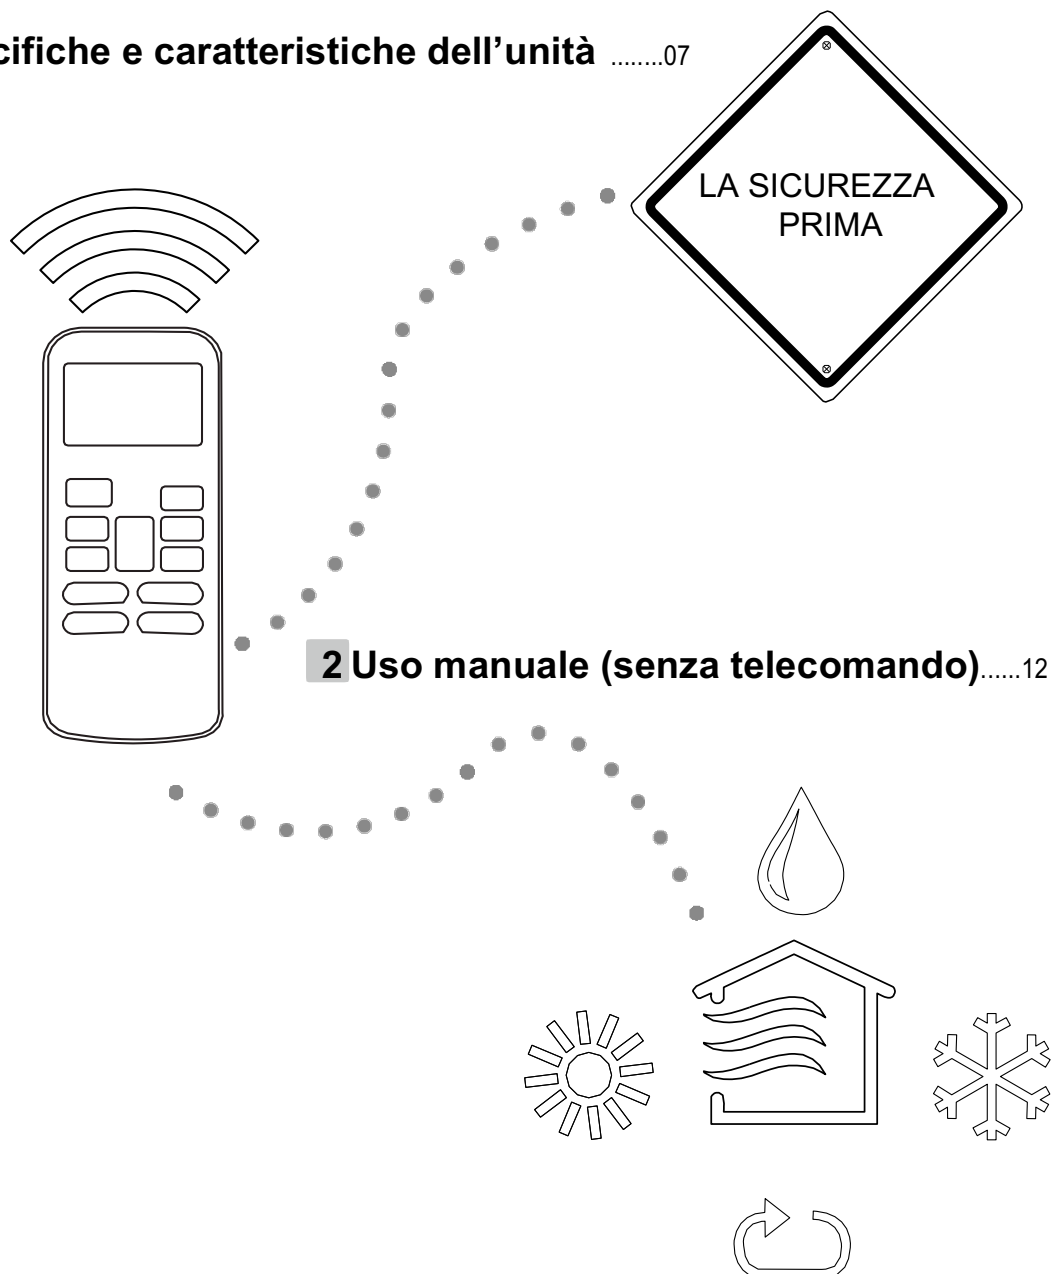 cifiche e caratteristiche dell’unità ........07
LA SICUREZZA
PRIMA
2 Uso manuale (senza telecomando)......12